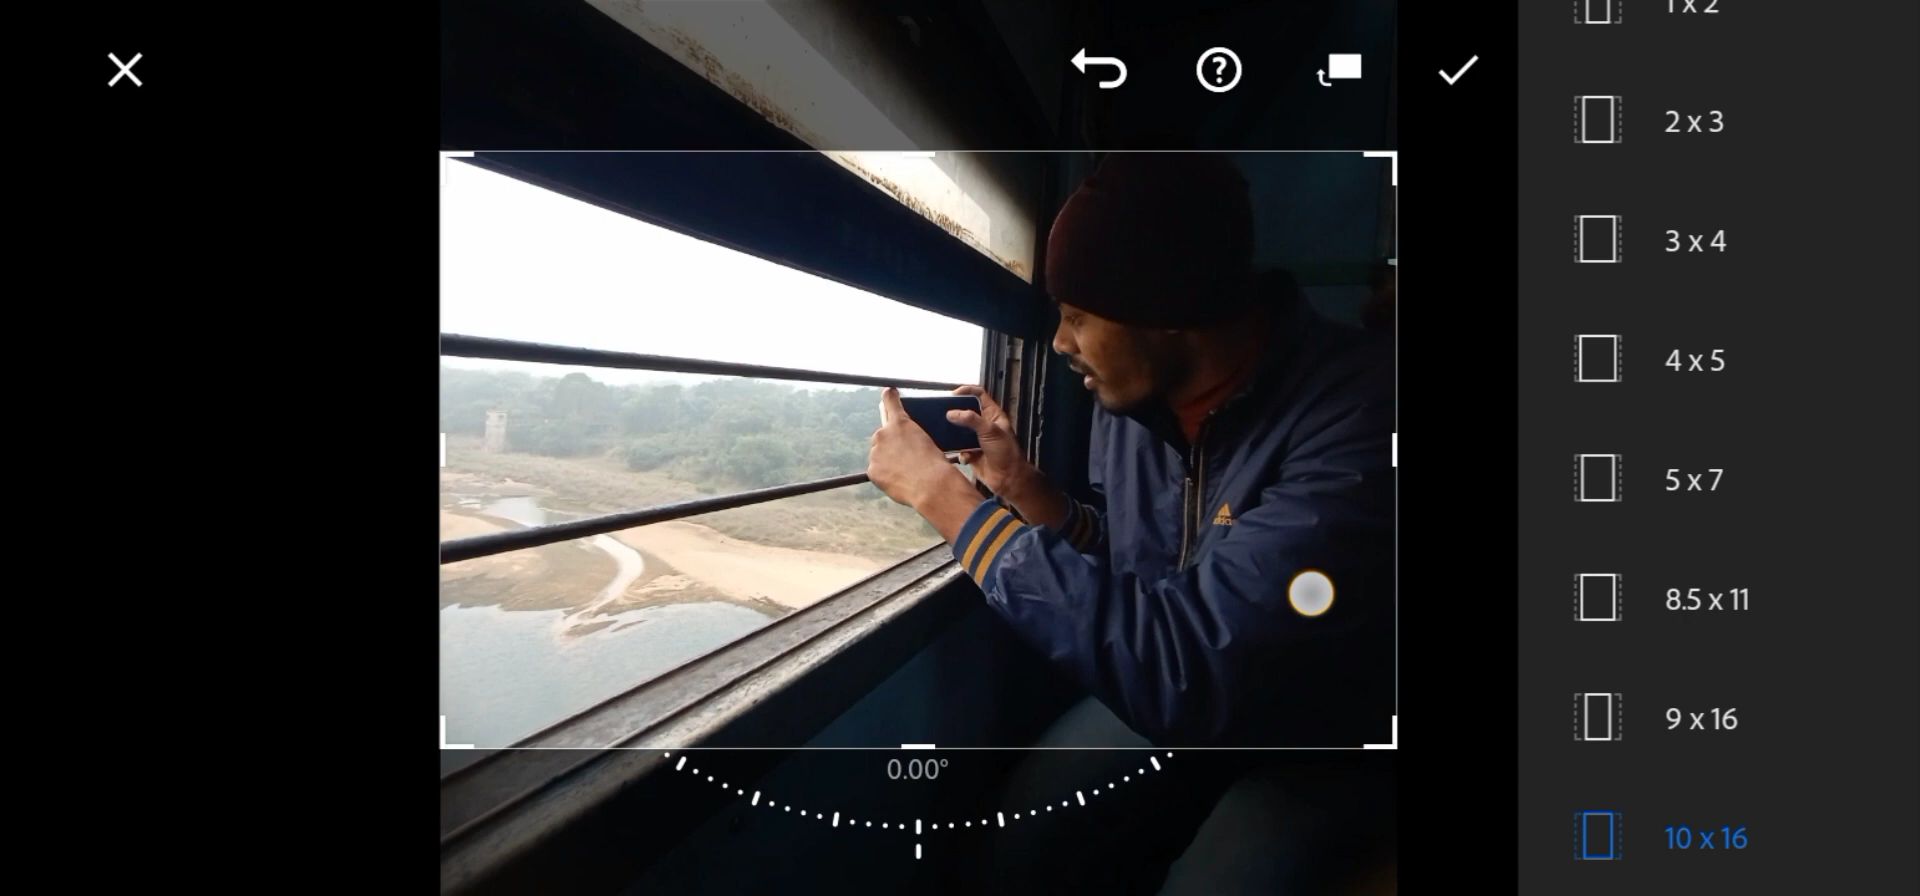 1 x 2
2 x 3
3 x 4
4 x 5
5 x 7
8.5 x 11
9 x 16
10 x 16
adidas
0.00°